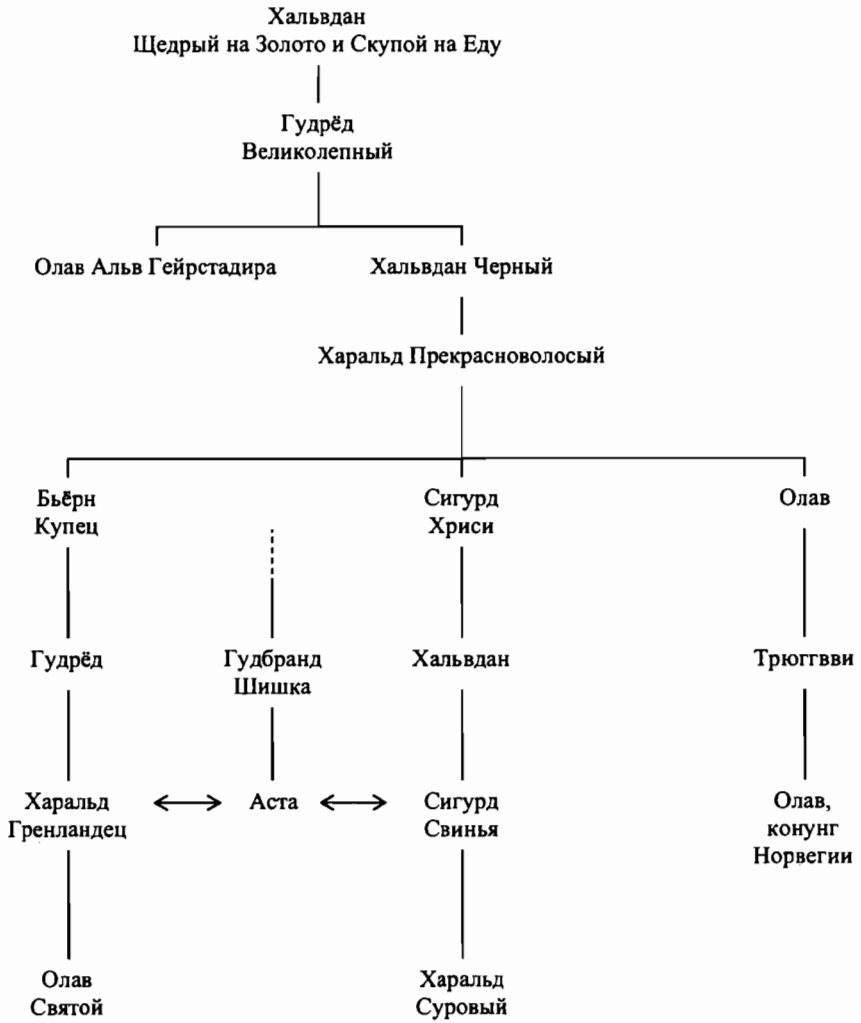 Хальвдан
Щедрый на Золото и Скупой на Еду
Гудрёд
Великолепный
Олав Альв Гейрстадира
Хальвдан Черный
Харальд Прекрасноволосый
Бьёрн
Купец
Сигурд
Хриси
Олав
Гудрёд
Гудбранд
Шишка
Хальвдан
Трюггвви
Харальд
Гренландец
Аста
Сигурд
Свинья
Олав,
конунг
Норвегии
Олав
Святой
Харальд
Суровый